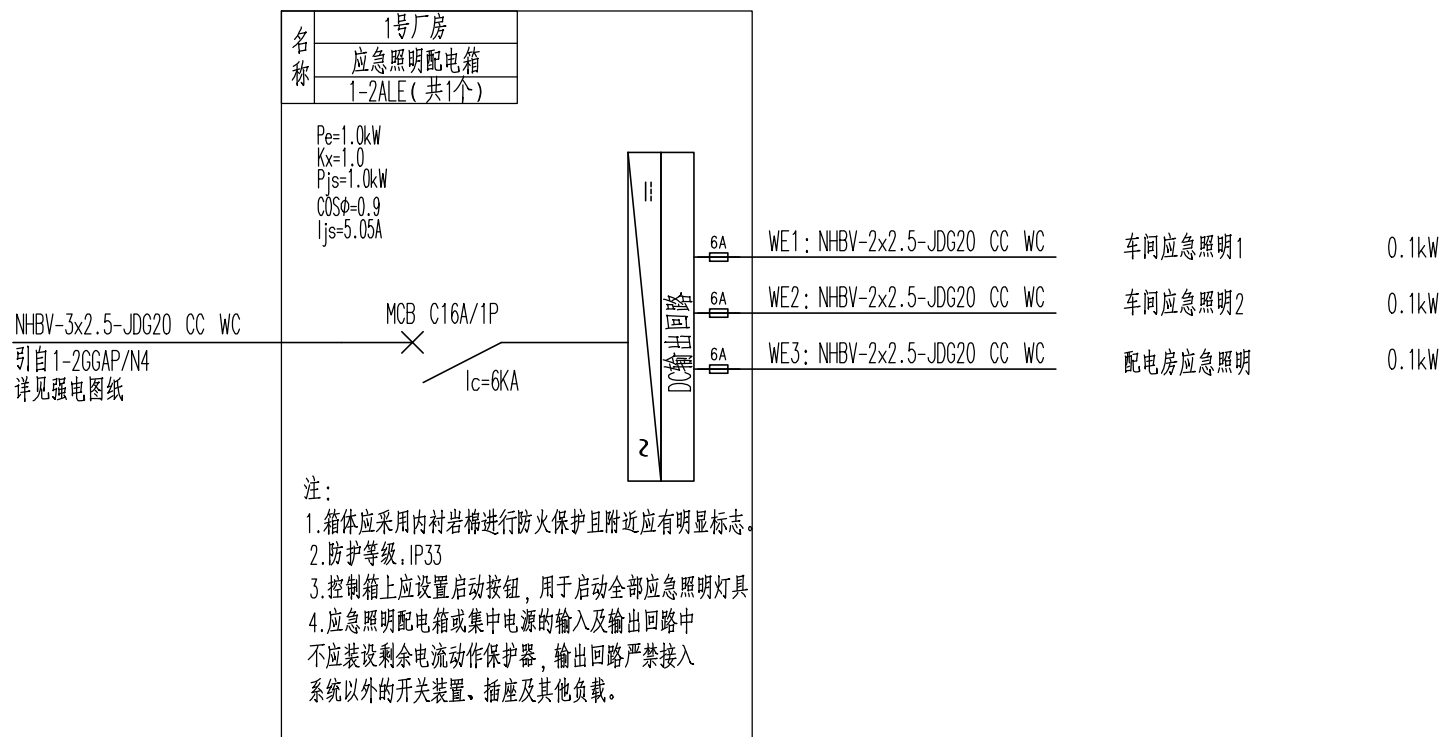 名称
1号厂房
应急照明配电箱
1-2ALE(共1个)
Pe=1.0kW
Kx=1.0
Pjs=1.0kW
COSΦ=0.9
Ijs=5.05A
NHBV-3x2.5-JDG20 CC WC
引自1-2GGAP/N4
详见强电图纸
MCB C16A/1P
Ic=6KA
DC输出回路
6A
WE1: NHBV-2x2.5-JDG20 CC WC
车间应急照明1
0.1kW
6A
WE2: NHBV-2x2.5-JDG20 CC WC
车间应急照明2
0.1kW
6A
WE3: NHBV-2x2.5-JDG20 CC WC
配电房应急照明
0.1kW
注:
1.箱体应采用内衬岩棉进行防火保护且附近应有明显标志。
2.防护等级:IP33
3.控制箱上应设置启动按钮,用于启动全部应急照明灯具
4.应急照明配电箱或集中电源的输入及输出回路中
不应装设剩余电流动作保护器,输出回路严禁接入
系统以外的开关装置、插座及其他负载。